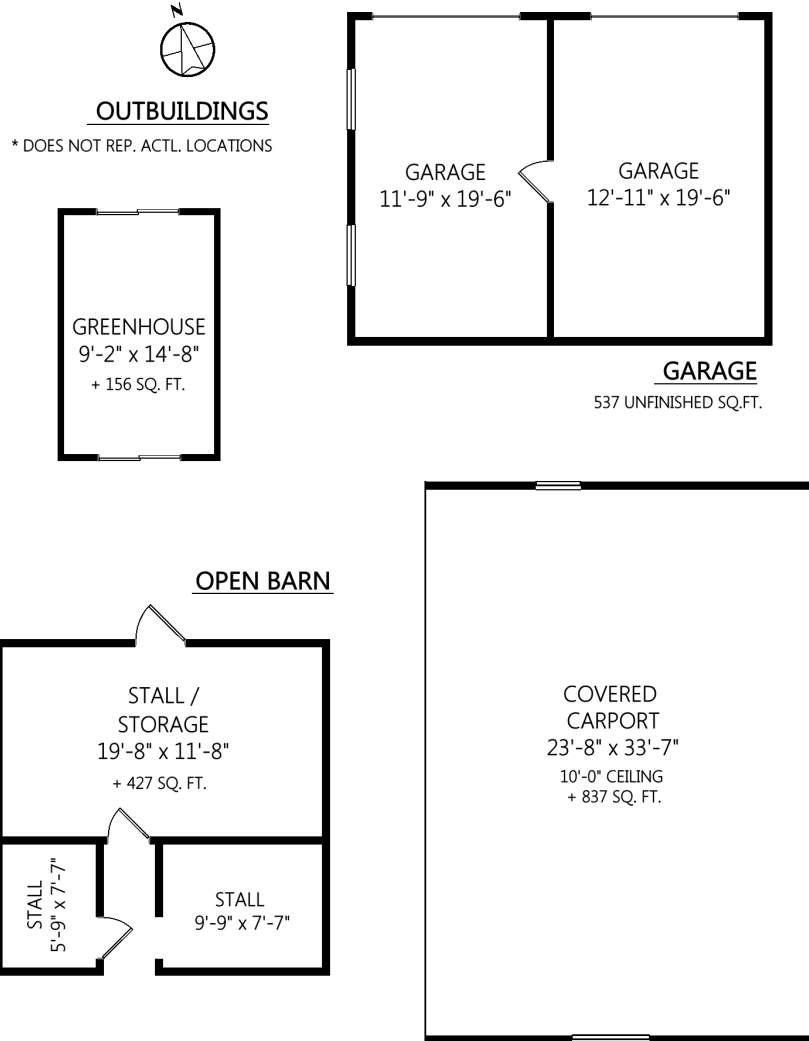 N
OUTBUILDINGS
* DOES NOT REP. ACTL. LOCATIONS
GARAGE
11'-9" x 19'-6"
GARAGE
12'-11" x 19'-6"
GREENHOUSE
9'-2" x 14'-8"
+ 156 SQ. FT.
GARAGE
537 UNFINISHED SQ.FT.
OPEN BARN
STALL /
STORAGE
19'-8" x 11'-8"
+ 427 SQ. FT.
COVERED
CARPORT
23'-8" x 33'-7"
10'-0" CEILING
+ 837 SQ. FT.
STALL
5'-9" x 7'-7"
STALL
9'-9" x 7'-7"